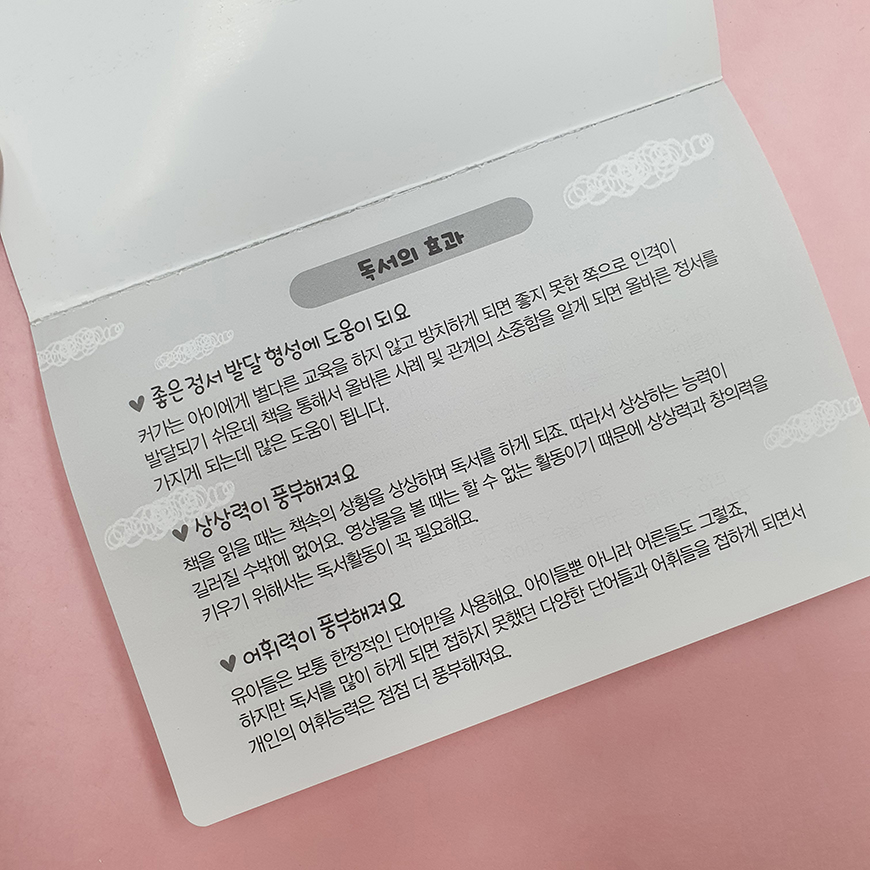 독서의 효과
♥ 좋은 정서 발달 형성에 도움이 되요
커가는 아이에게 별다른 교육을 하지 않고 방치하게 되면 좋지 못한 쪽으로 인격이
발달되기 쉬운데 책을 통해서 올바른 사례 및 관계의 소중함을 알게 되면 올바른 정서를
가지게 되는데 많은 도움이 됩니다.
♥ 상상력이 풍부해져요
책을 읽을 때는 책속의 상황을 상상하며 독서를 하게 되죠. 따라서 상상하는 능력이
길러질 수밖에 없어요. 영상물을 볼 때는 할 수 없는 활동이기 때문에 상상력과 창의력을
키우기 위해서는 독서활동이 꼭 필요해요.
♥ 어휘력이 풍부해져요
유아들은 보통 한정적인 단어만을 사용해요. 아이들뿐 아니라 어른들도 그렇죠.
하지만 독서를 많이 하게 되면 접하지 못했던 다양한 단어들과 어휘들을 접하게 되면서
개인의 어휘능력은 점점 더 풍부해져요.